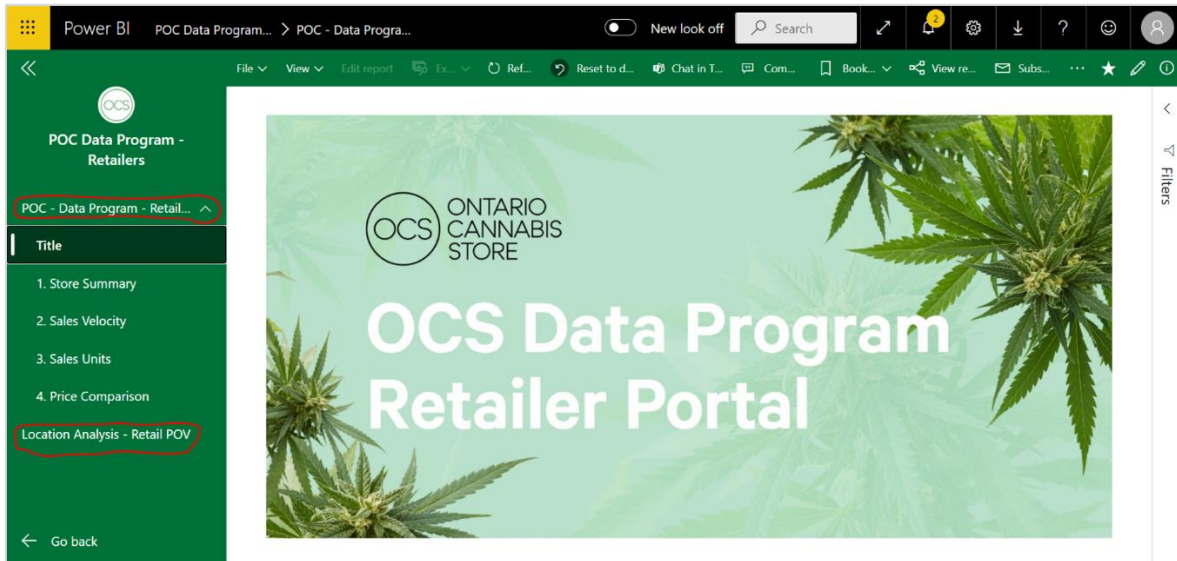 Power BI POC Data Program... > POC - Data Progra... New look off Search 2
File View Edit report Ex... Ref... Reset to d... Chat in T... Com... Book... View re... Subs... ...
OCS
POC Data Program -
Retailers
POC - Data Program - Retail...
Title
1. Store Summary
2. Sales Velocity
3. Sales Units
4. Price Comparison
Location Analysis - Retail POV
Go back
OCS ONTARIO
CANNABIS
STORE
OCS Data Program
Retailer Portal
Filters